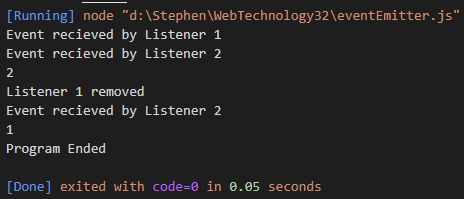 [Running] node "d:\Stephen\WebTechnology32\eventEmitter.js"
Event recieved by Listener 1
Event recieved by Listener 2
2
Listener 1 removed
Event recieved by Listener 2
1
Program Ended
[Done] exited with code=0 in 0.05 seconds